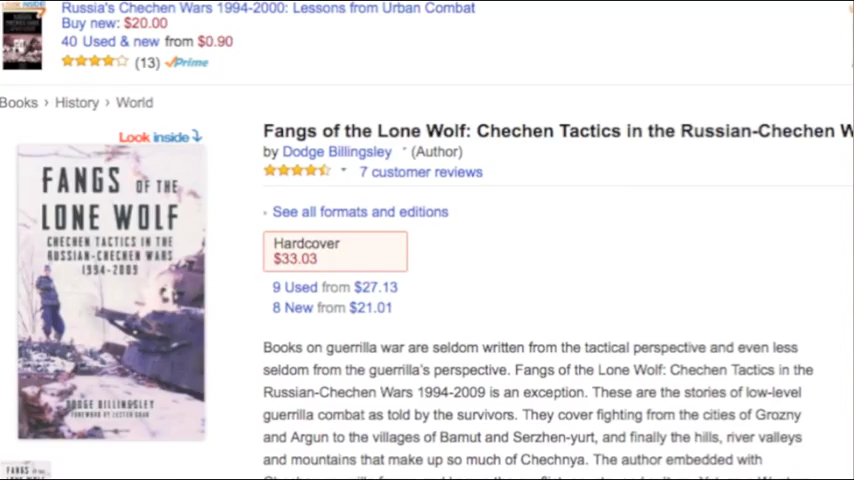 Russia's Chechen Wars 1994-2000: Lessons from Urban Combat
Buy new: $20.00
40 Used & new from $0.90
(13) Prime
Books › History › World
Look inside
Fangs of the Lone Wolf: Chechen Tactics in the Russian-Chechen W
by Dodge Billingsley (Author)
7 customer reviews
See all formats and editions
Hardcover
$33.03
9 Used from $27.13
8 New from $21.01
FANGS OF THE
LONE WOLF
CHECHEN TACTICS IN THE
RUSSIAN-CHECHEN WARS
1994-2009
DODGE BILLINGSLEY
FOREWORD BY LESTER GRAU
Books on guerrilla war are seldom written from the tactical perspective and even less
seldom from the guerrilla's perspective. Fangs of the Lone Wolf: Chechen Tactics in the
Russian-Chechen Wars 1994-2009 is an exception. These are the stories of low-level
guerrilla combat as told by the survivors. They cover fighting from the cities of Grozny
and Argun to the villages of Bamut and Serzhen-yurt, and finally the hills, river valleys
and mountains that make up so much of Chechnya. The author embedded with
FANGS OF THE